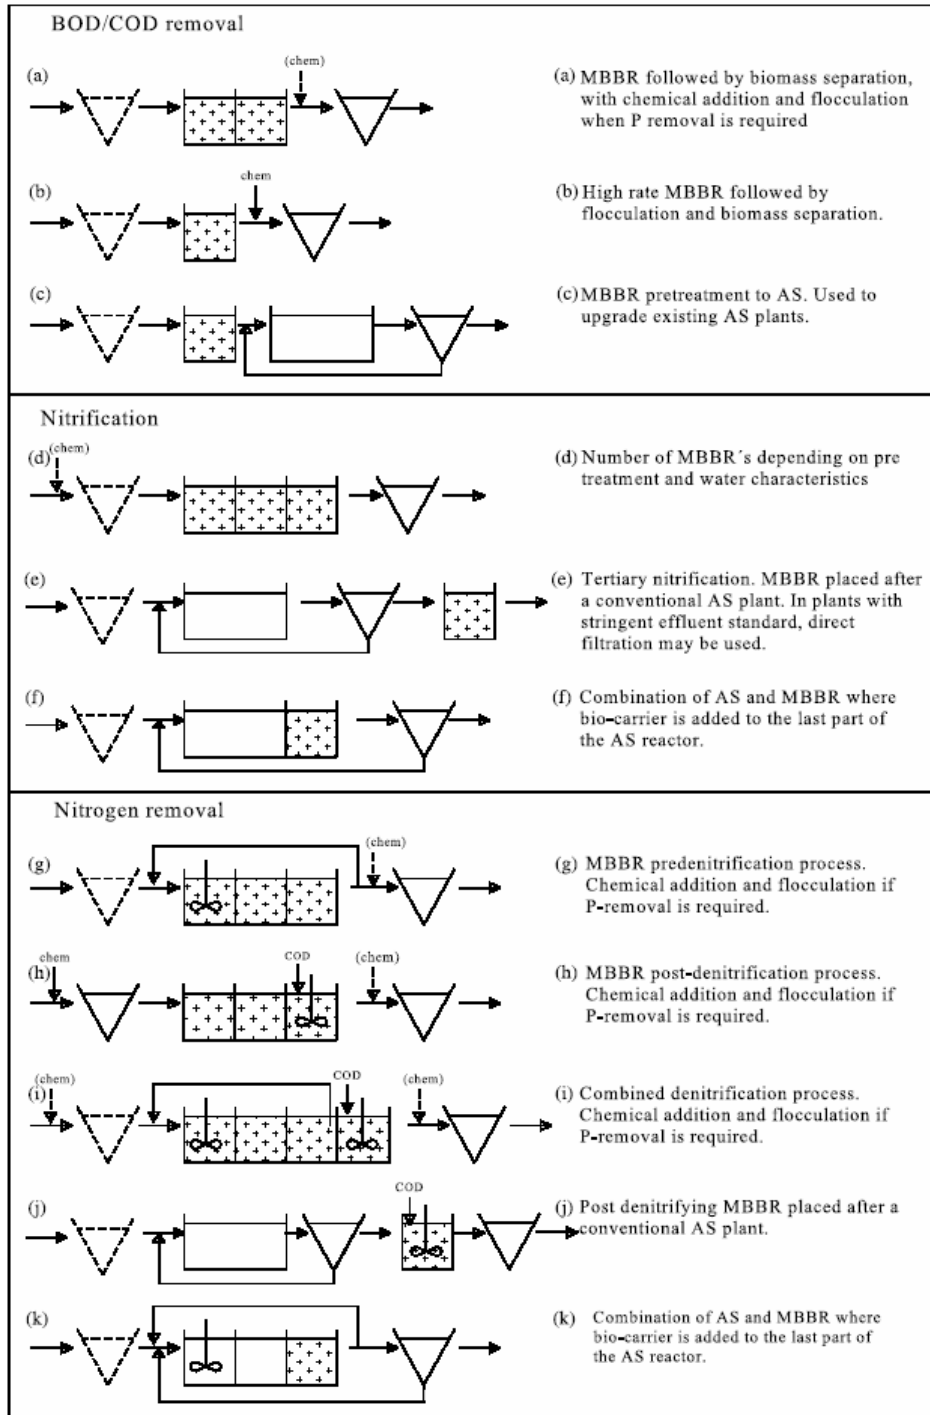 BOD/COD removal
(a)
(chem)
(a) MBBR followed by biomass separation,
with chemical addition and flocculation
when P removal is required
(b)
chem
(b) High rate MBBR followed by
flocculation and biomass separation.
(c)
(c) MBBR pretreatment to AS. Used to
upgrade existing AS plants.
Nitrification
(d)
(chem)
(d) Number of MBBR´s depending on pre
treatment and water characteristics
(e)
(e) Tertiary nitrification. MBBR placed after
a conventional AS plant. In plants with
stringent effluent standard, direct
filtration may be used.
(f)
(f) Combination of AS and MBBR where
bio-carrier is added to the last part of
the AS reactor.
Nitrogen removal
(g)
(chem)
(g) MBBR predenitrification process.
Chemical addition and flocculation if
P-removal is required.
(h)
chem
COD
(chem)
(h) MBBR post-denitrification process.
Chemical addition and flocculation if
P-removal is required.
(i)
(chem)
COD
(chem)
(i) Combined denitrification process.
Chemical addition and flocculation if
P-removal is required.
(j)
COD
(j) Post denitrifying MBBR placed after a
conventional AS plant.
(k)
(k) Combination of AS and MBBR where
bio-carrier is added to the last part of
the AS reactor.